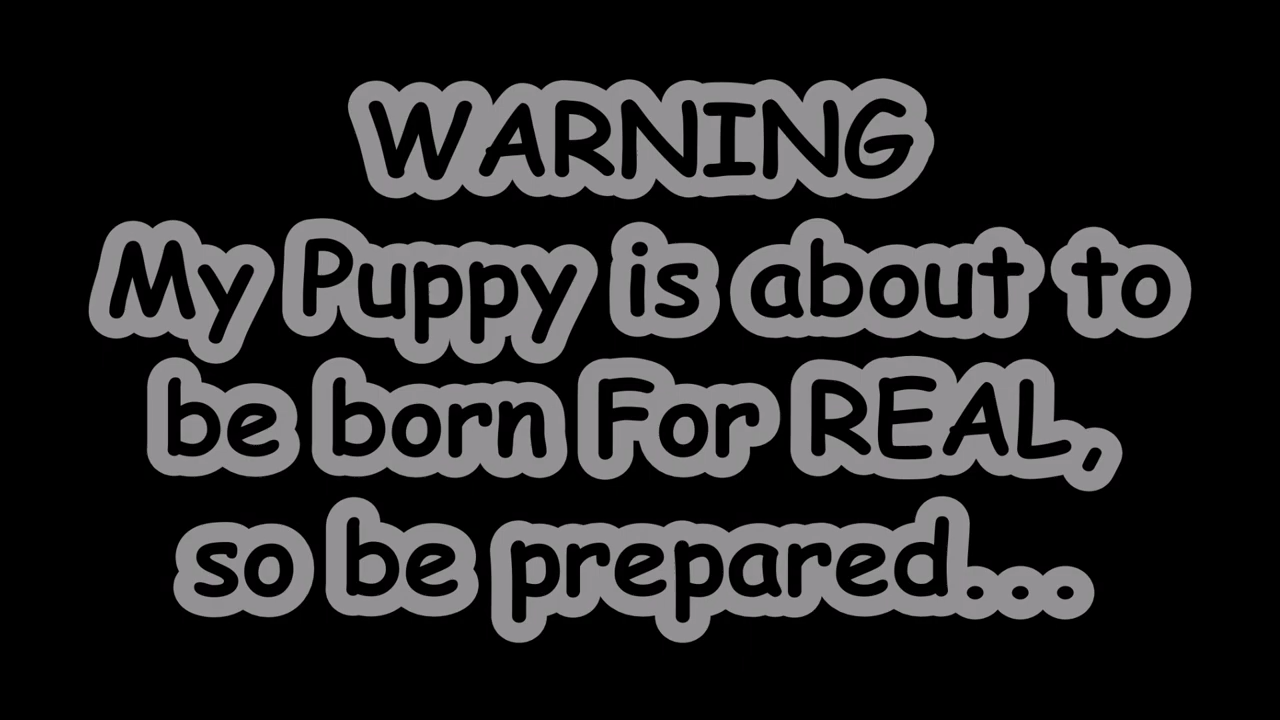 WARNING
My Puppy is about to
be born For REAL,
so be prepared...